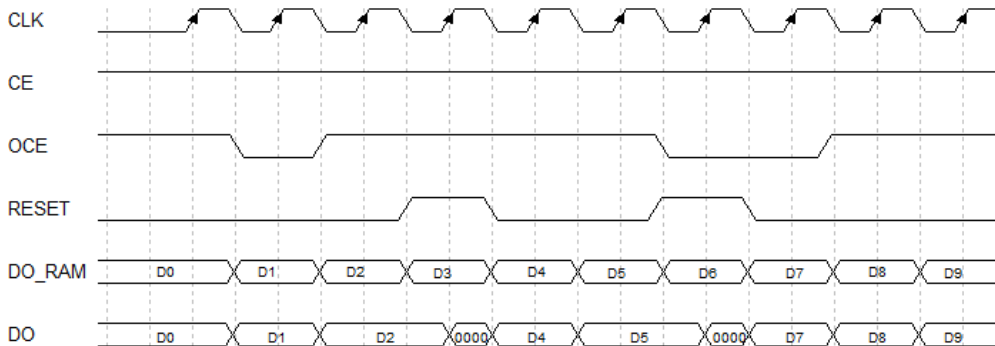 CLK
CE
OCE
RESET
DO_RAM D0 D1 D2 D3 D4 D5 D6 D7 D8 D9
DO D0 D1 D2 0000 D4 D5 0000 D7 D8 D9